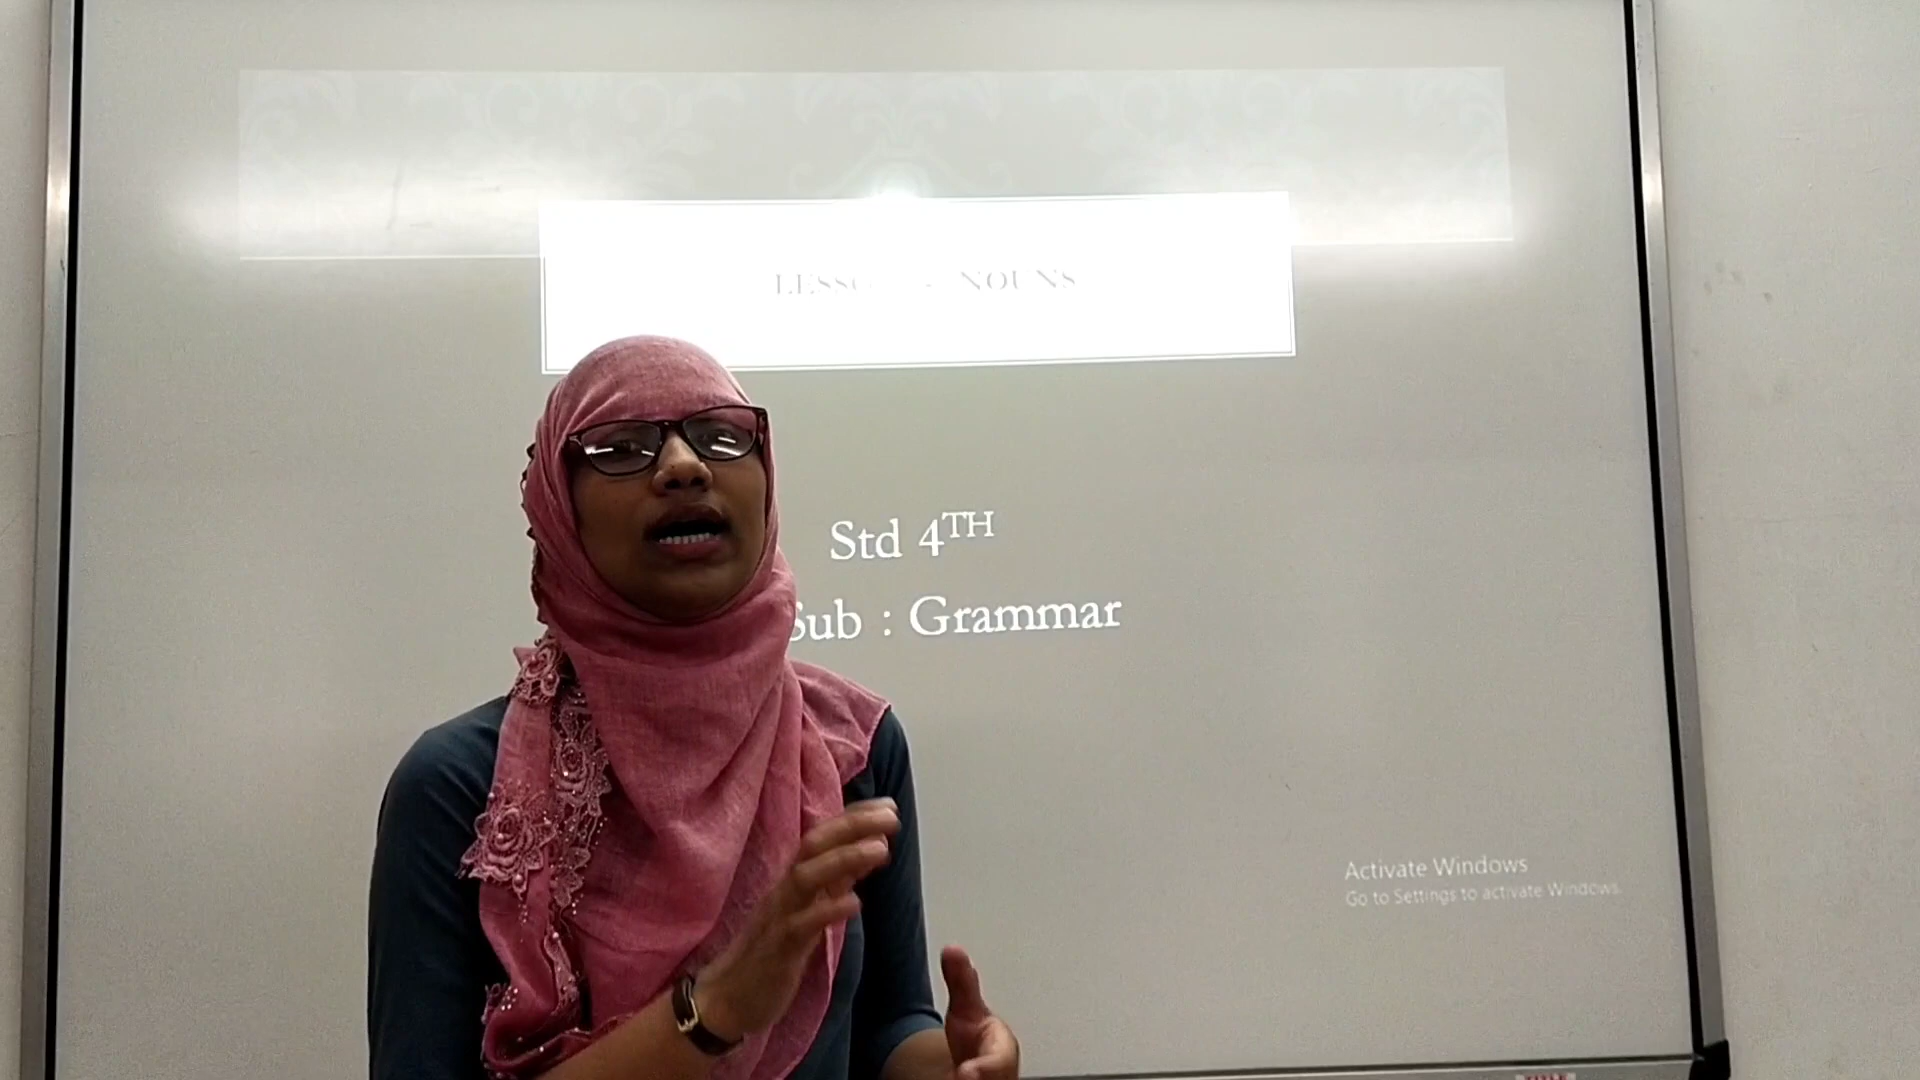 NOUNS
Std 4TH
Sub : Grammar
Activate Windows
Go to Settings to activate Windows.